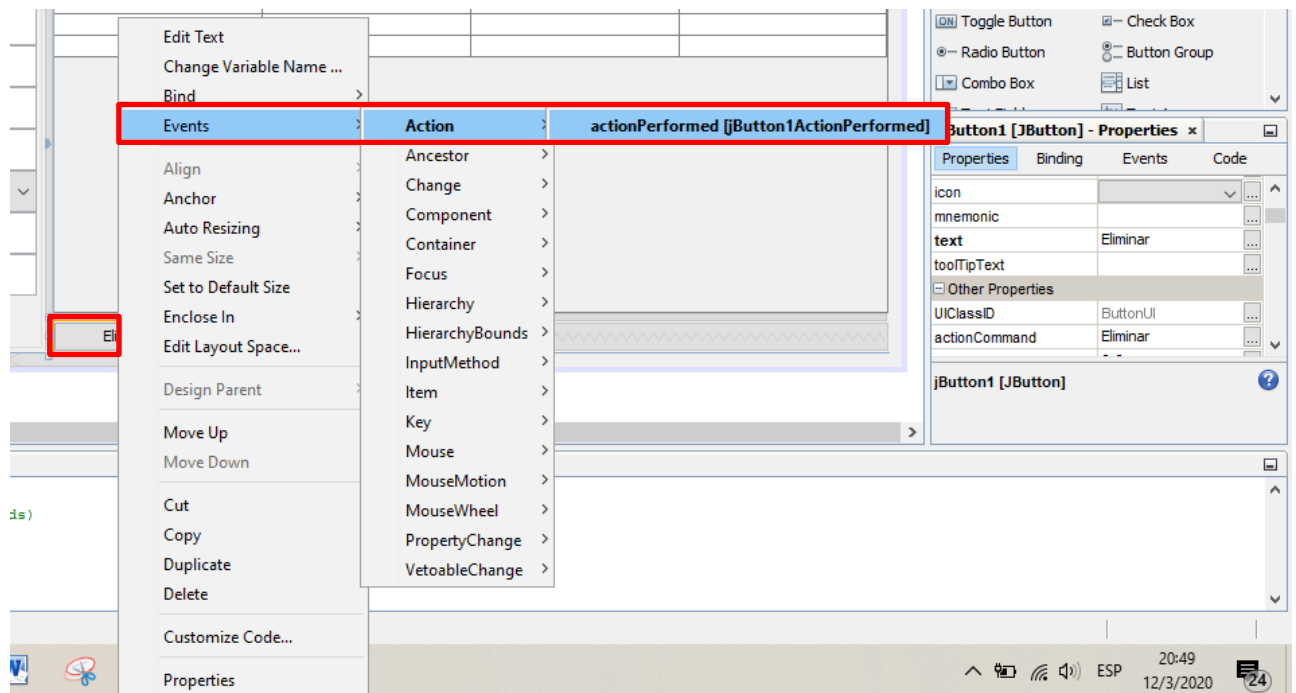 Edit Text
Change Variable Name ...
Bind
Events
Align
Anchor
Auto Resizing
Same Size
Set to Default Size
Enclose In
Edit Layout Space...
Design Parent
Move Up
Move Down
Cut
Copy
Duplicate
Delete
Customize Code...
Properties
Action
Ancestor
Change
Component
Container
Focus
Hierarchy
HierarchyBounds
InputMethod
Item
Key
Mouse
MouseMotion
MouseWheel
PropertyChange
VetoableChange
actionPerformed [jButton1ActionPerformed]
Eli
is)
ON Toggle Button
Check Box
Radio Button
Button Group
Combo Box
List
Button1 [JButton] - Properties ×
Properties Binding Events Code
icon
mnemonic
text Eliminar
toolTipText
Other Properties
UIClassID ButtonUI
actionCommand Eliminar
jButton1 [JButton]
ESP
20:49
12/3/2020
24